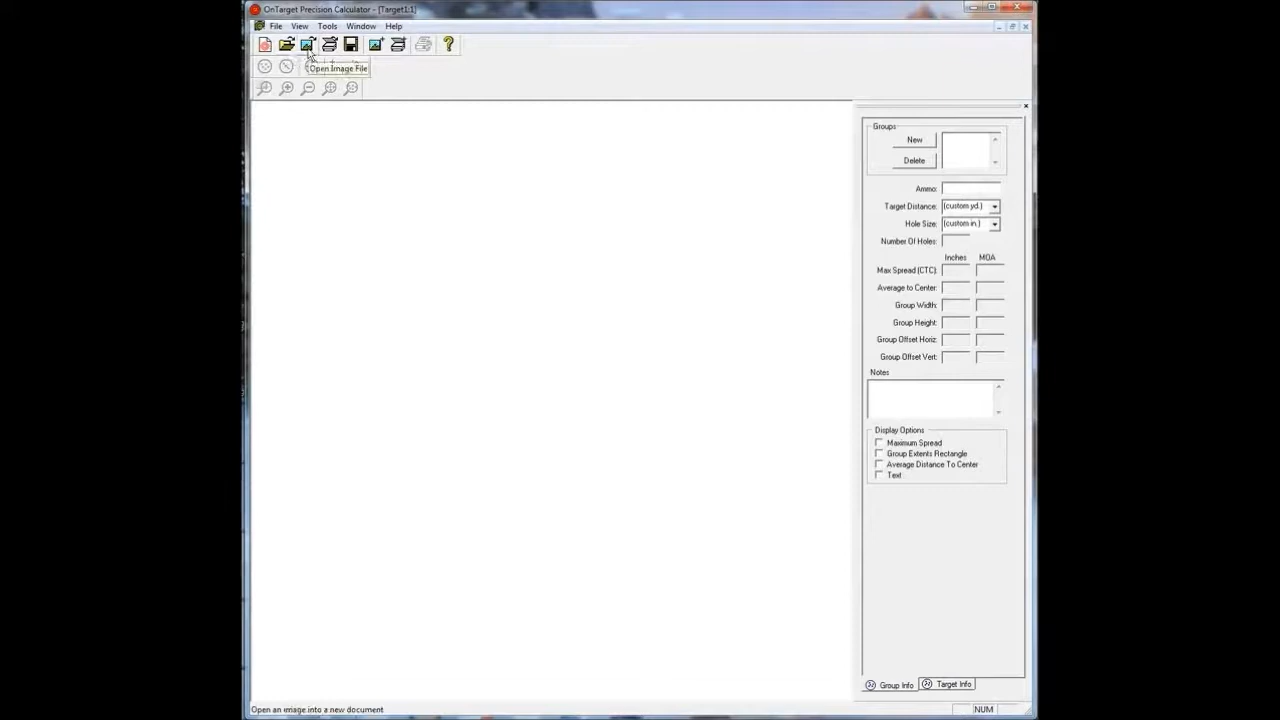 OnTarget Precision Calculator - [Target1:1]
File View Tools Window Help
Open Image File
Groups
New
Delete
Ammo:
Target Distance: (custom yd.)
Hole Size: (custom in.)
Number Of Holes:
Inches MOA
Max Spread (CTC):
Average to Center:
Group Width:
Group Height:
Group Offset Horiz:
Group Offset Vert:
Notes
Display Options
Maximum Spread
Group Extents Rectangle
Average Distance To Center
Text
Group Info Target Info
Open an image into a new document NUM